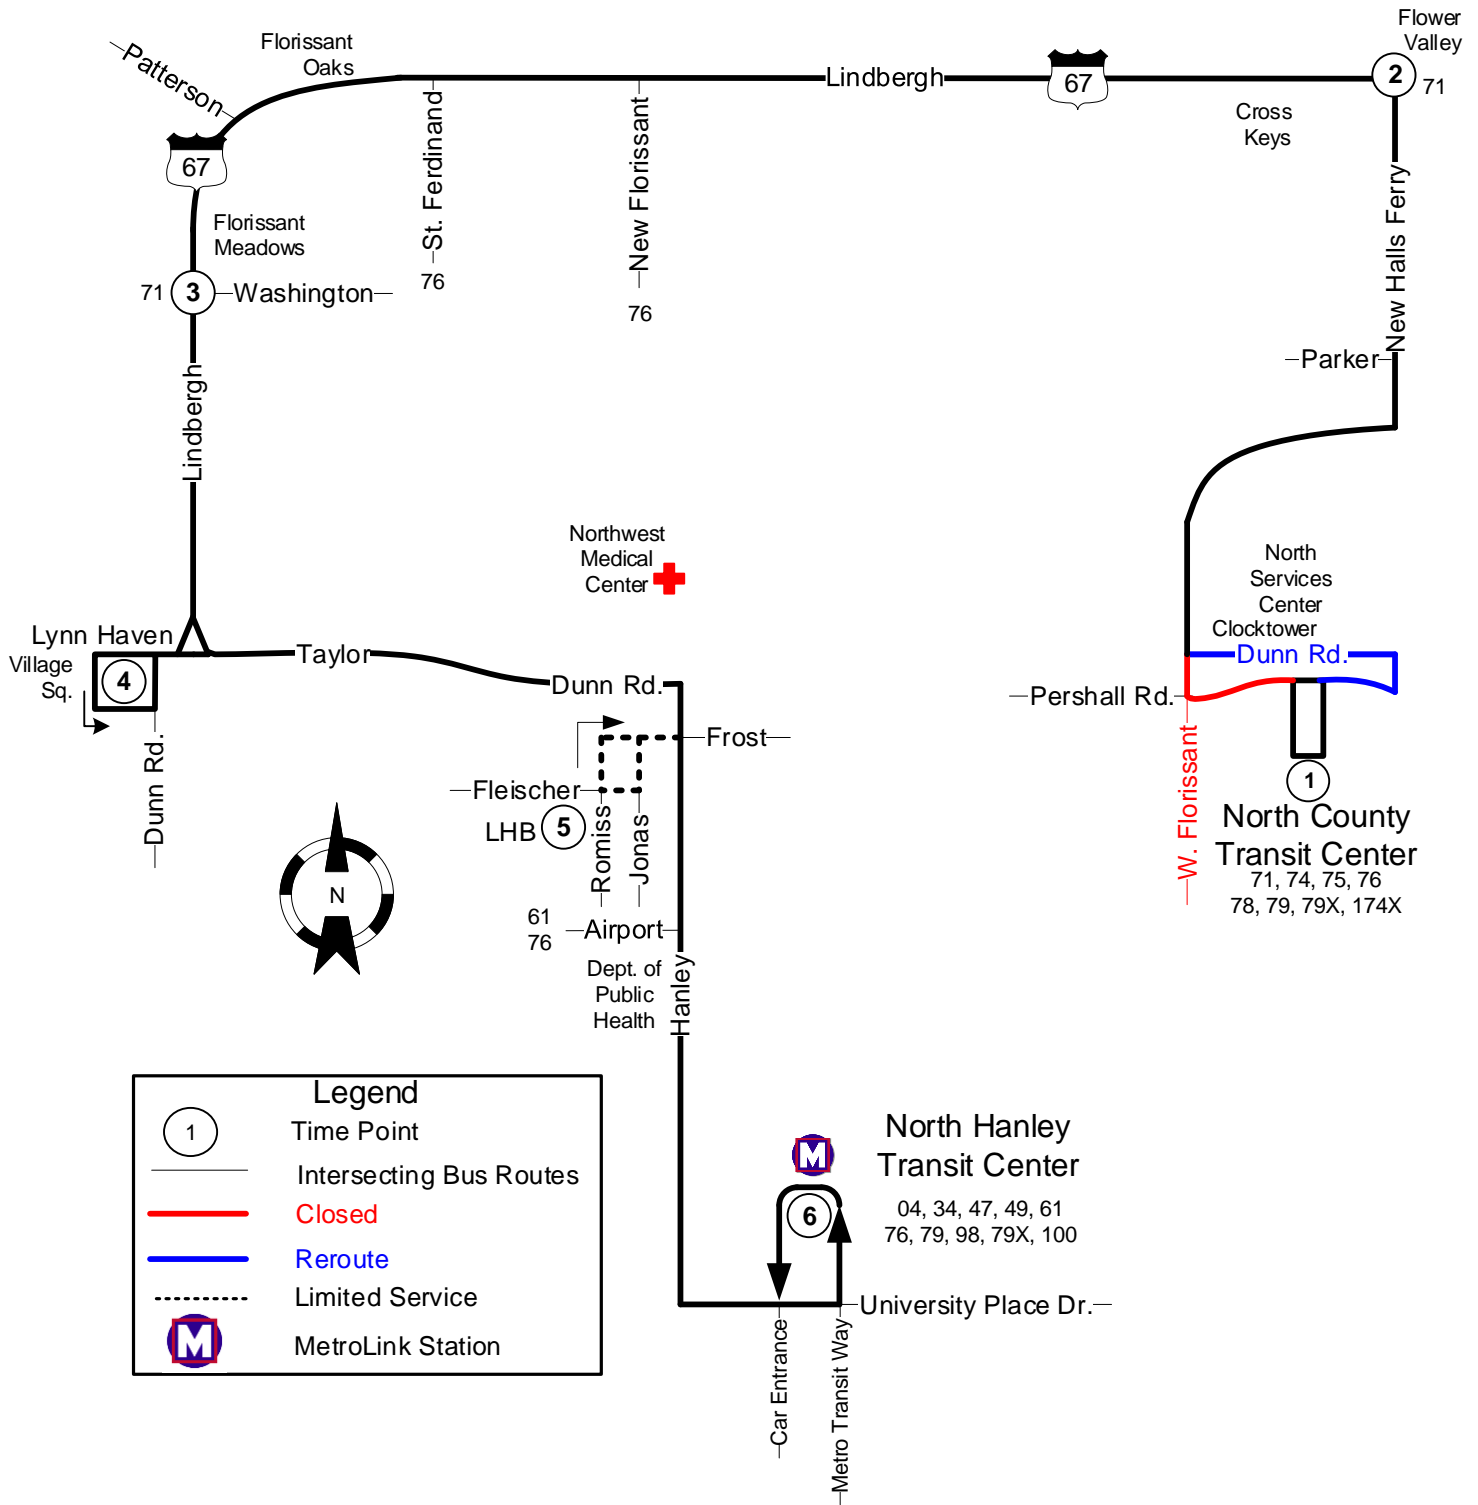 Flower
Valley
Florissant
Oaks
Patterson
Lindbergh
67
2
71
Cross
Keys
67
St. Ferdinand
76
New Florissant
76
New Halls Ferry
Florissant
Meadows
71
3
Washington
Parker
Lindbergh
Northwest
Medical
Center
North
Services
Center
Clocktower
Dunn Rd.
Lynn Haven
Village
Sq.
4
Taylor
Dunn Rd.
Pershall Rd.
Dunn Rd.
Frost
W. Florissant
1
North County
Transit Center
71, 74, 75, 76
78, 79, 79X, 174X
Fleischer
LHB
5
Romiss
Jonas
N
61
76
Airport
Dept. of
Public
Health
Hanley
Legend
1
Time Point
Intersecting Bus Routes
Closed
Reroute
Limited Service
M
MetroLink Station
M
North Hanley
Transit Center
04, 34, 47, 49, 61
76, 79, 98, 79X, 100
6
University Place Dr.
Car Entrance
Metro Transit Way